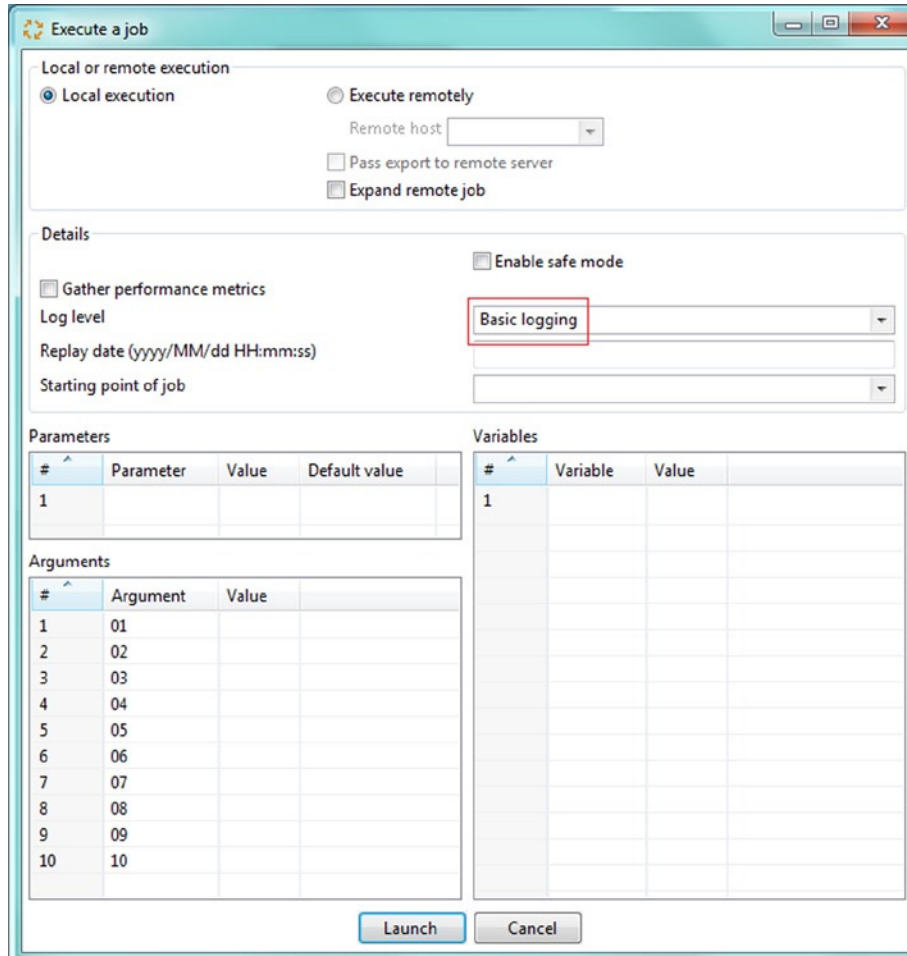 Execute a job
Local or remote execution
Local execution
Execute remotely
Remote host
Pass export to remote server
Expand remote job
Details
Enable safe mode
Gather performance metrics
Log level
Basic logging
Replay date (yyyy/MM/dd HH:mm:ss)
Starting point of job
Parameters
# Parameter Value Default value
1
Variables
# Variable Value
1
Arguments
# Argument Value
1 01
2 02
3 03
4 04
5 05
6 06
7 07
8 08
9 09
10 10
Launch Cancel